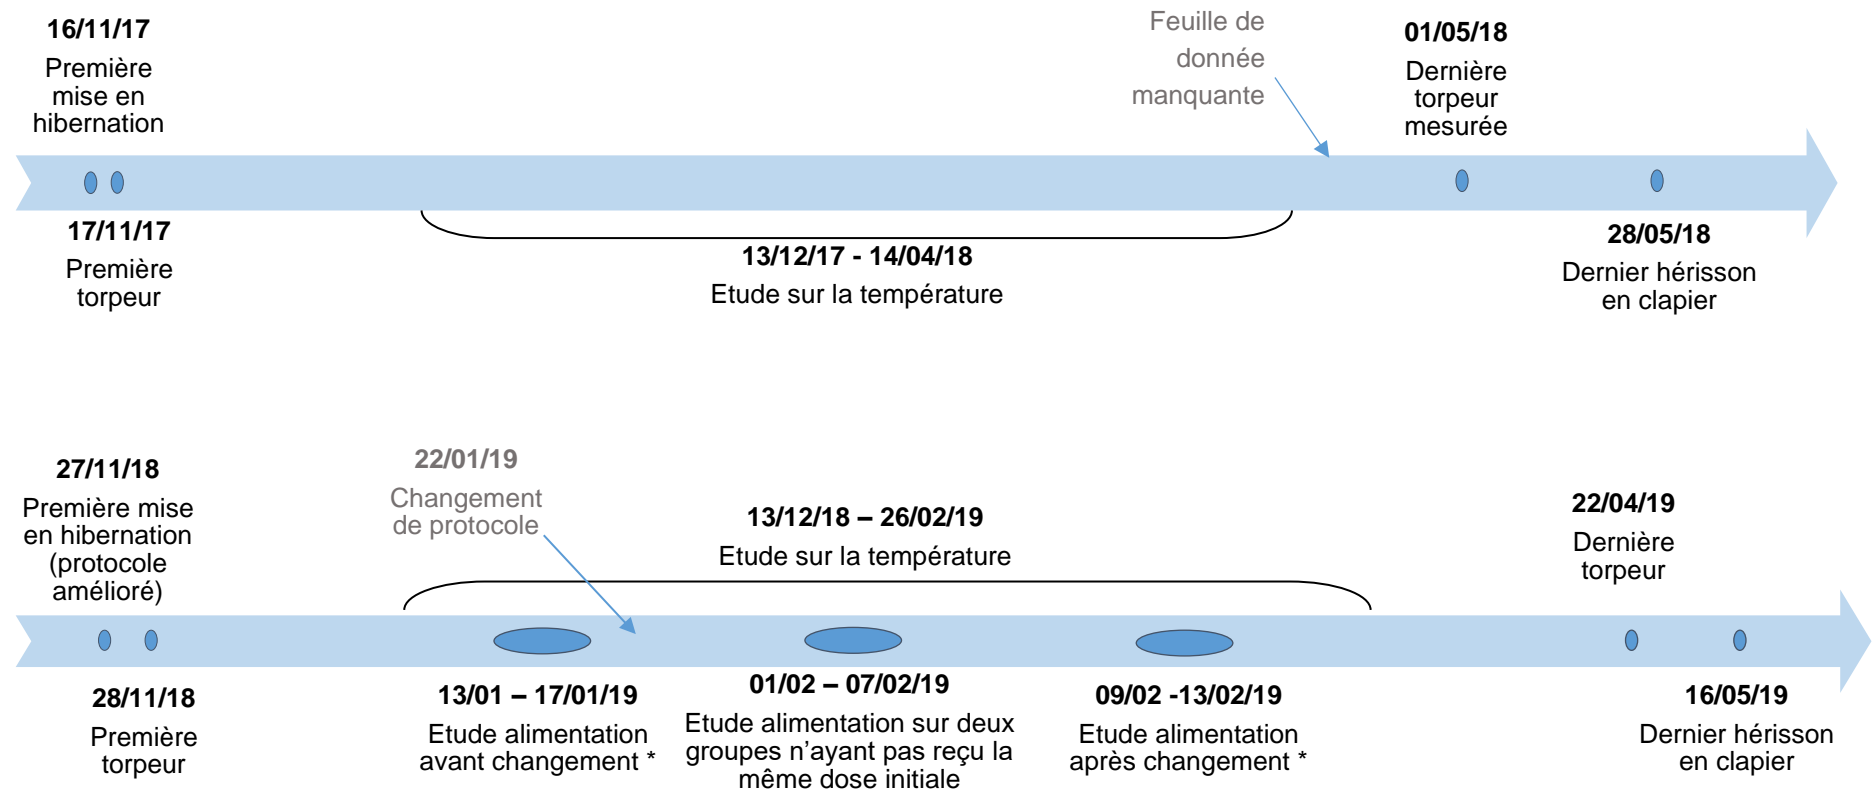 16/11/17
Première
mise en
hibernation
Feuille de
donnée
manquante
01/05/18
Dernière
torpeur
mesurée
17/11/17
Première
torpeur
13/12/17 - 14/04/18
Etude sur la température
28/05/18
Dernier hérisson
en clapier
27/11/18
Première mise
en hibernation
(protocole
amélioré)
22/01/19
Changement
de protocole
13/12/18 – 26/02/19
Etude sur la température
22/04/19
Dernière
torpeur
28/11/18
Première
torpeur
13/01 – 17/01/19
Etude alimentation
avant changement *
01/02 – 07/02/19
Etude alimentation sur deux
groupes n’ayant pas reçu la
même dose initiale
09/02 -13/02/19
Etude alimentation
après changement *
16/05/19
Dernier hérisson
en clapier